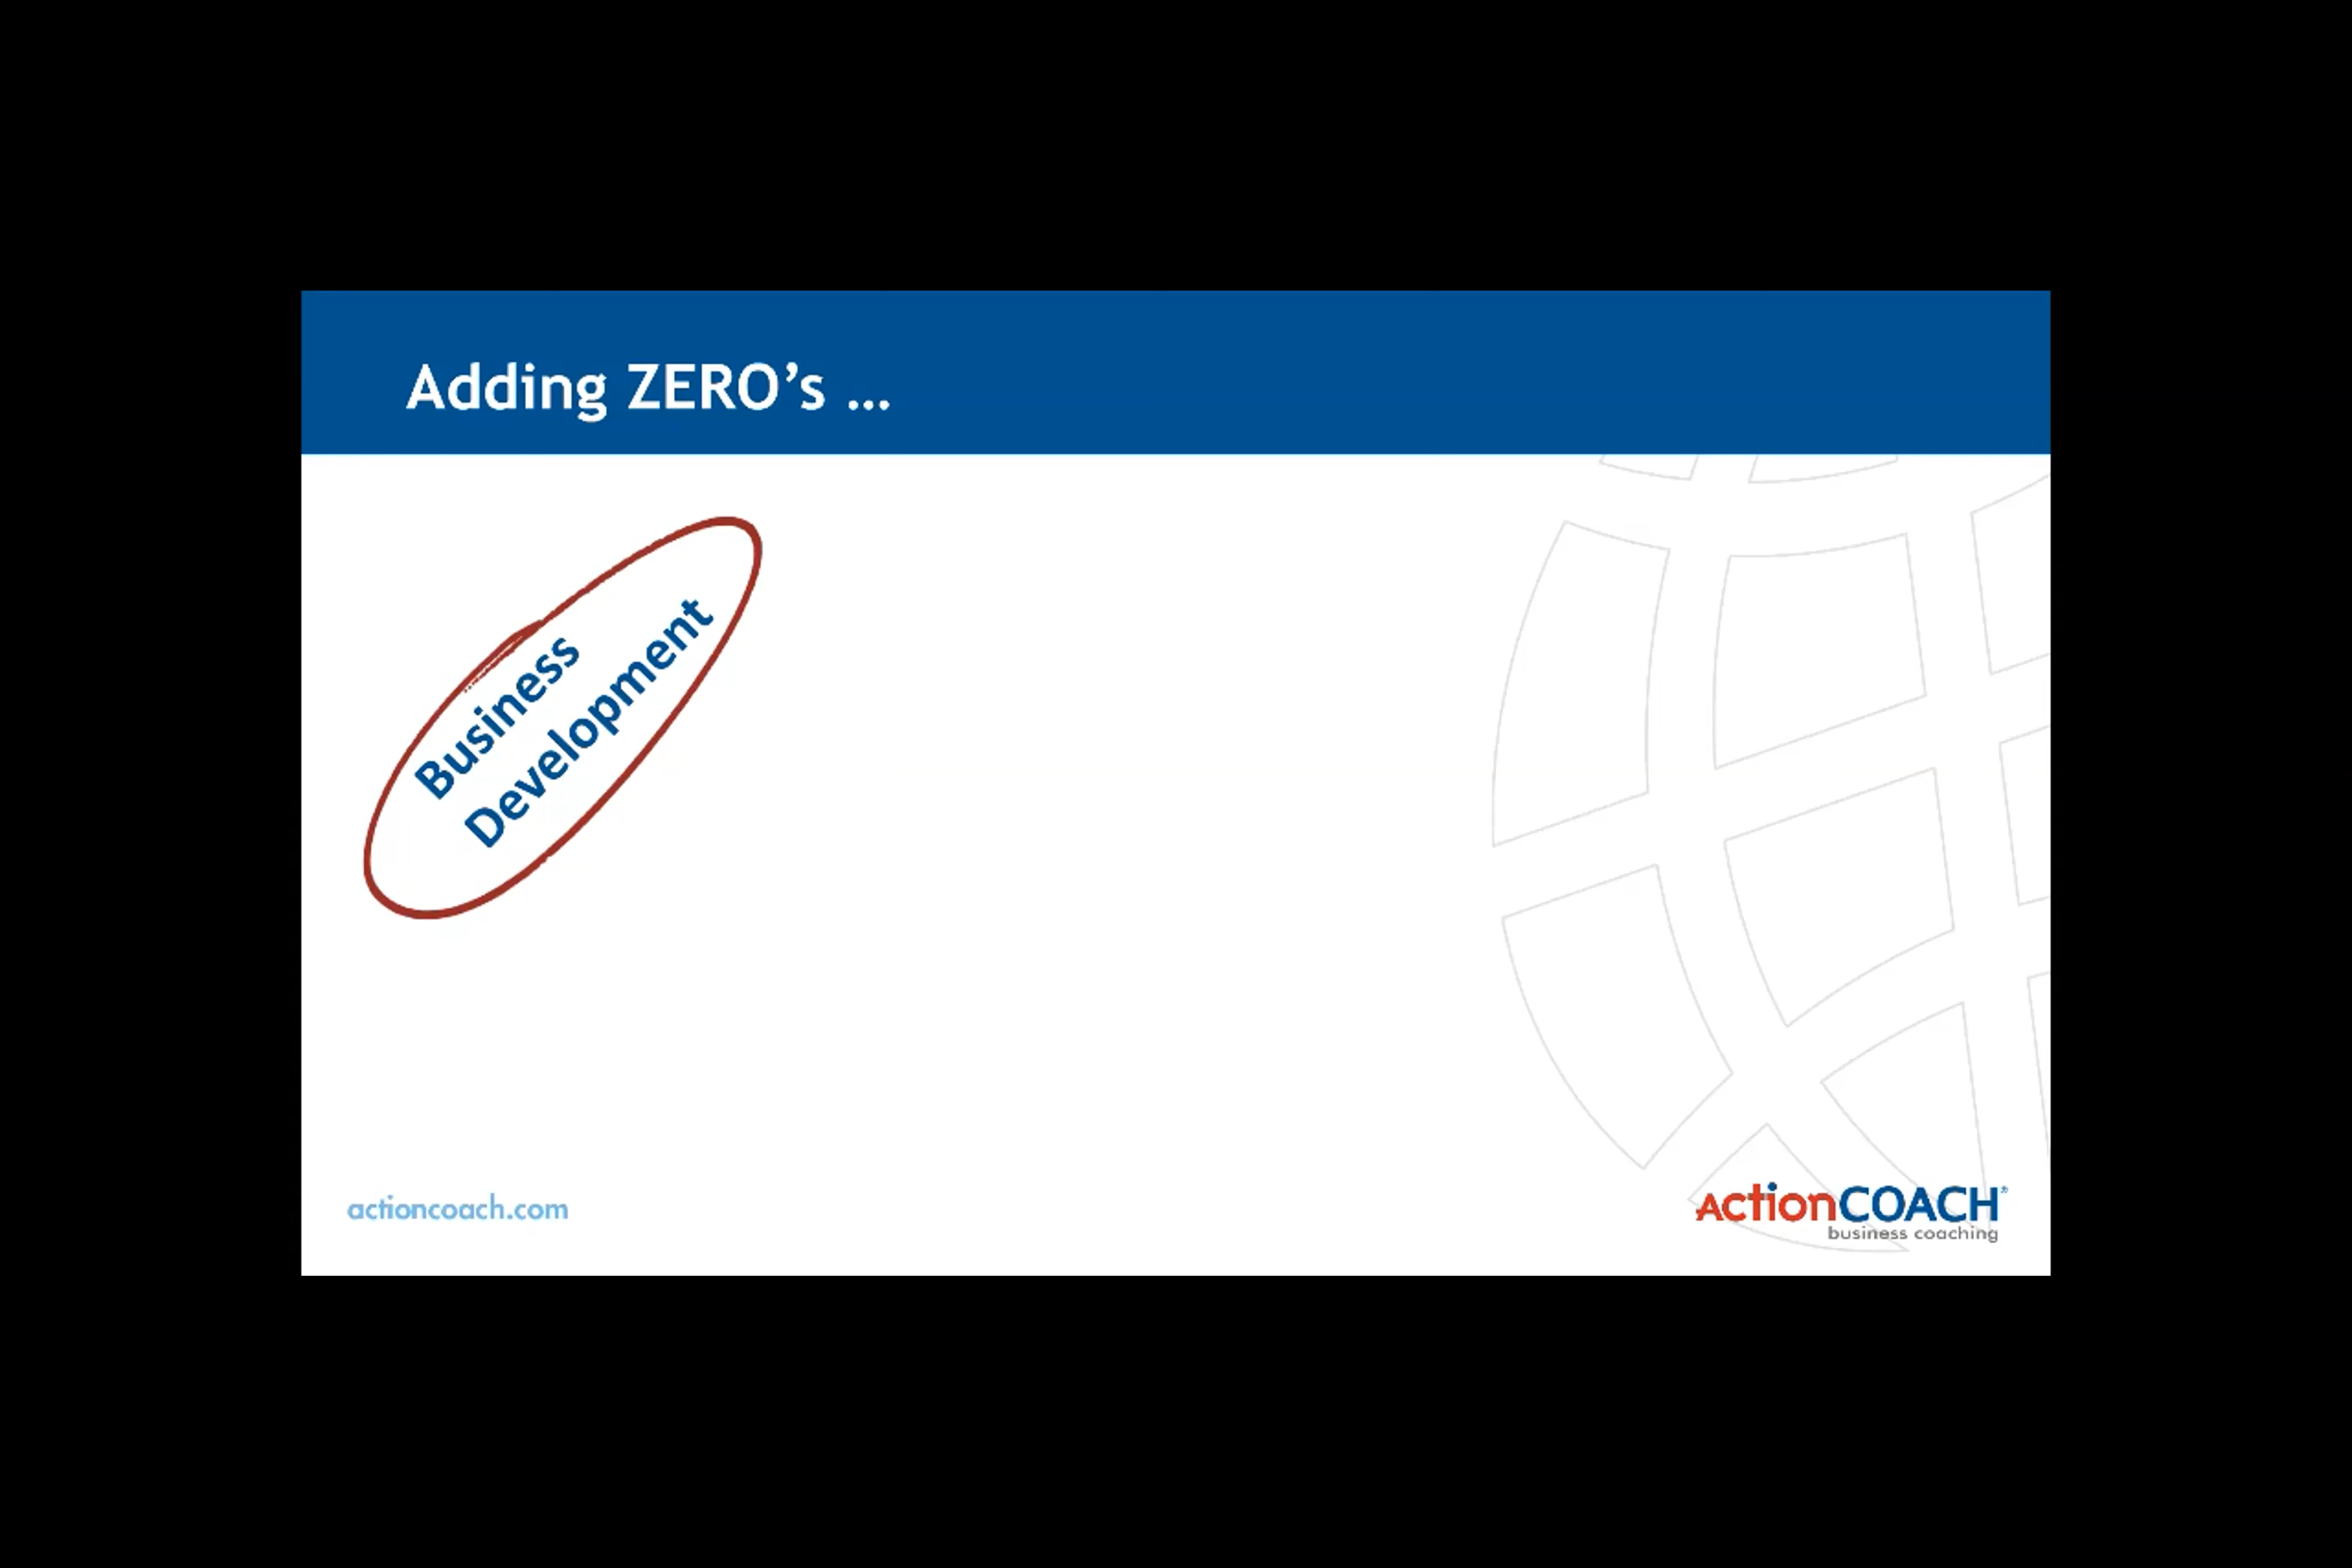 Adding ZERO’s ...
Business
Development
actioncoach.com
ActionCOACH®
business coaching